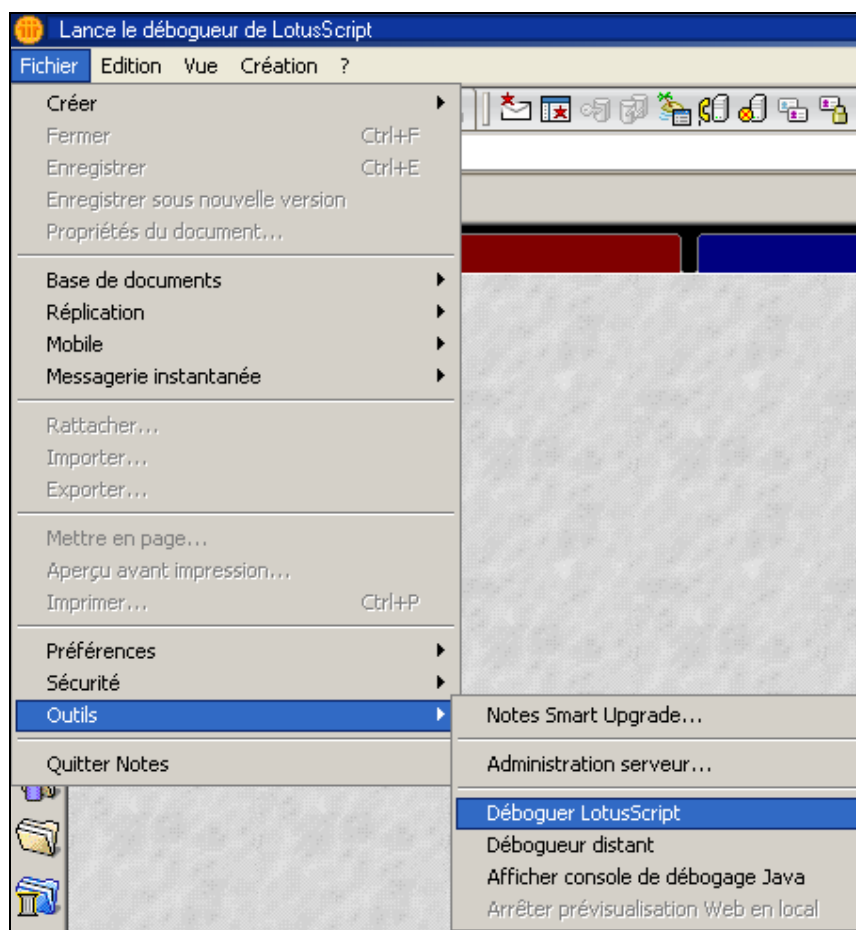 Lance le débogueur de LotusScript
Fichier Edition Vue Création ?
Créer
Fermer Ctrl+F
Enregistrer Ctrl+E
Enregistrer sous nouvelle version
Propriétés du document...
Base de documents
Réplication
Mobile
Messagerie instantanée
Rattacher...
Importer...
Exporter...
Mettre en page...
Aperçu avant impression...
Imprimer... Ctrl+P
Préférences
Sécurité
Outils
Quitter Notes
Notes Smart Upgrade...
Administration serveur...
Déboguer LotusScript
Débogueur distant
Afficher console de débogage Java
Arrêter prévisualisation Web en local